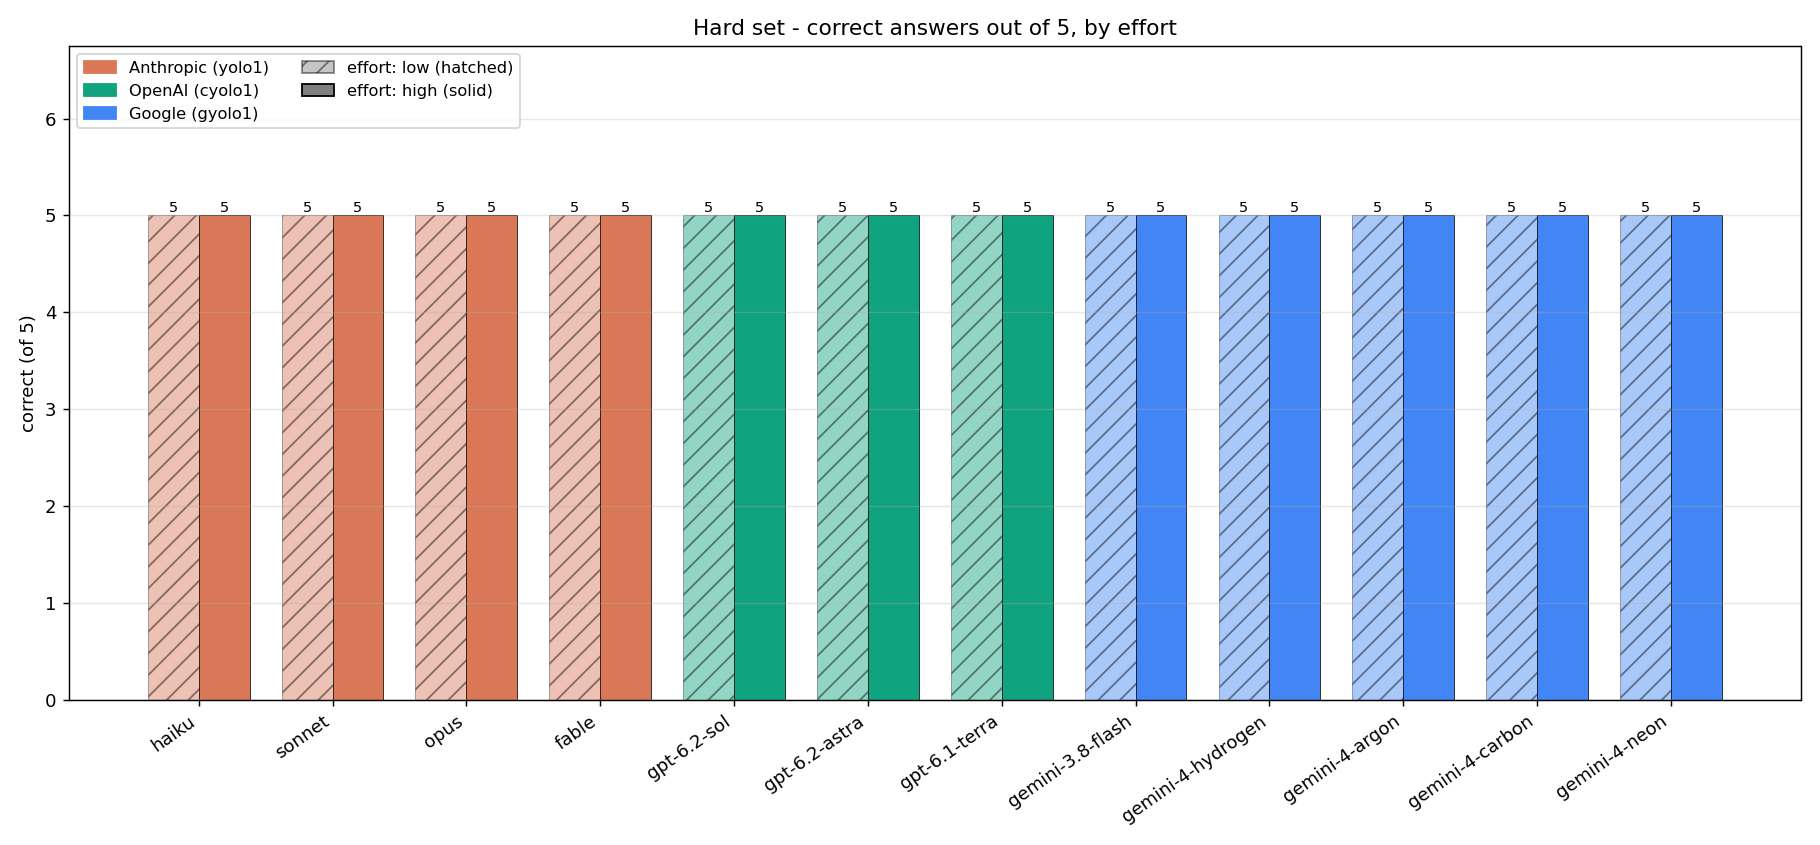 Hard set - correct answers out of 5, by effort
Anthropic (yolo1)
OpenAI (cyolo1)
Google (gyolo1)
effort: low (hatched)
effort: high (solid)
correct (of 5)
6
5
4
3
2
1
0
5 5 5 5 5 5 5 5 5 5 5 5 5 5 5 5 5 5 5 5 5 5 5 5
haiku
sonnet
opus
fable
gpt-6.2-sol
gpt-6.2-astra
gpt-6.1-terra
gemini-3.8-flash
gemini-4-hydrogen
gemini-4-argon
gemini-4-carbon
gemini-4-neon